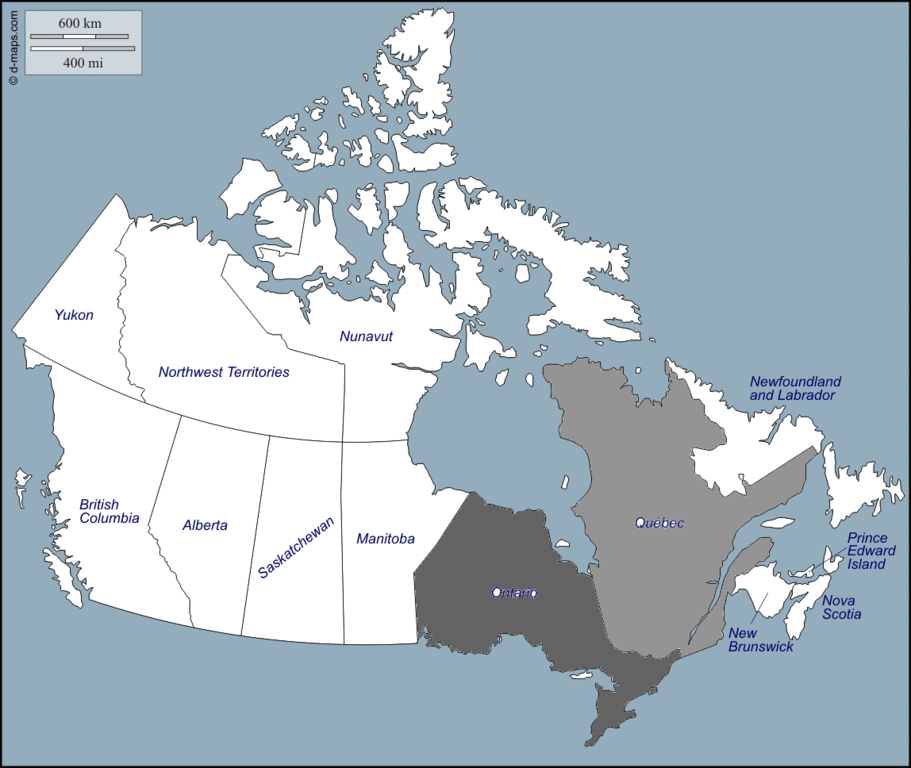 © d-maps.com
600 km
400 mi
Yukon
Nunavut
Northwest Territories
Newfoundland
and Labrador
British
Columbia
Alberta
Saskatchewan
Manitoba
Ontario
Québec
Prince
Edward
Island
Nova
Scotia
New
Brunswick